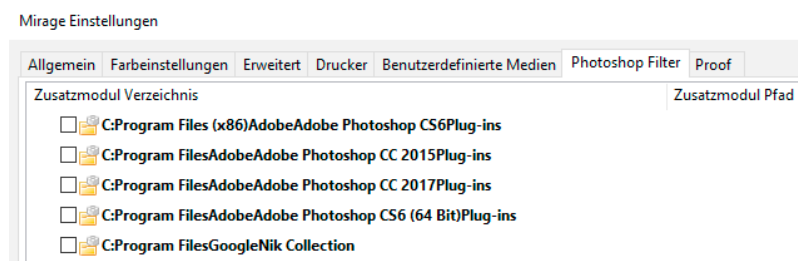 Mirage Einstellungen
Allgemein Farbeinstellungen Erweitert Drucker Benutzerdefinierte Medien Photoshop Filter Proof
Zusatzmodul Verzeichnis Zusatzmodul Pfad
C:Program Files (x86)AdobeAdobe Photoshop CS6Plug-ins
C:Program FilesAdobeAdobe Photoshop CC 2015Plug-ins
C:Program FilesAdobeAdobe Photoshop CC 2017Plug-ins
C:Program FilesAdobeAdobe Photoshop CS6 (64 Bit)Plug-ins
C:Program FilesGoogleNik Collection